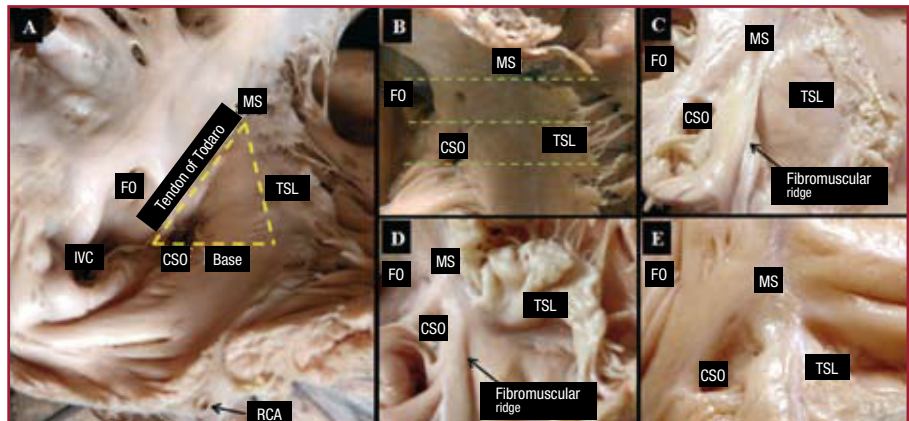 A
MS
Tendon of Todaro
FO
TSL
IVC
CSO
Base
RCA
B
MS
FO
CSO
TSL
C
MS
FO
TSL
CSO
Fibromuscular
ridge
D
MS
FO
TSL
CSO
Fibromuscular
ridge
E
FO
MS
CSO
TSL